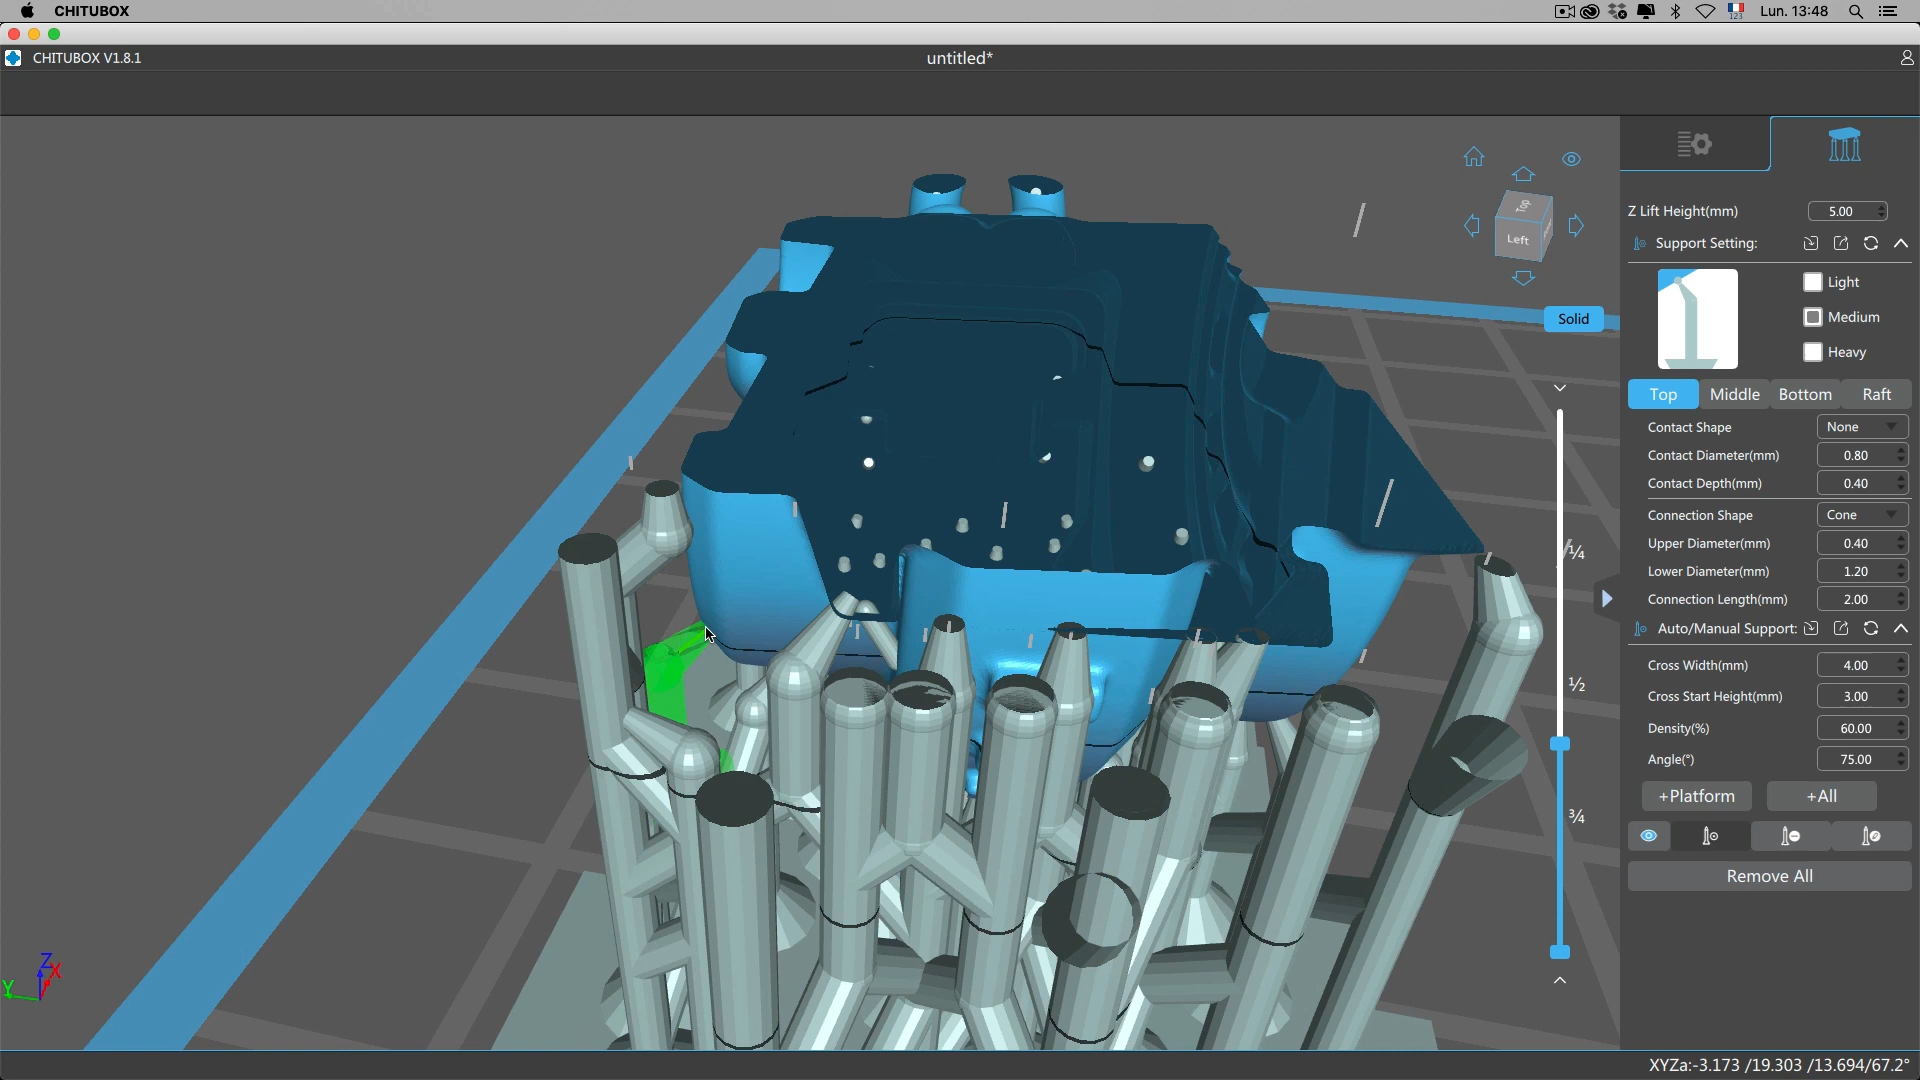 CHITUBOX
Lun. 13:48
CHITUBOX V1.8.1
untitled*
Top
Left
Solid
¼
½
¾
Z Lift Height(mm) 5.00
Support Setting:
Light
Medium
Heavy
Top Middle Bottom Raft
Contact Shape None
Contact Diameter(mm) 0.80
Contact Depth(mm) 0.40
Connection Shape Cone
Upper Diameter(mm) 0.40
Lower Diameter(mm) 1.20
Connection Length(mm) 2.00
Auto/Manual Support:
Cross Width(mm) 4.00
Cross Start Height(mm) 3.00
Density(%) 60.00
Angle(°) 75.00
+Platform +All
Remove All
Z
X
Y
XYZa:-3.173 /19.303 /13.694/67.2°